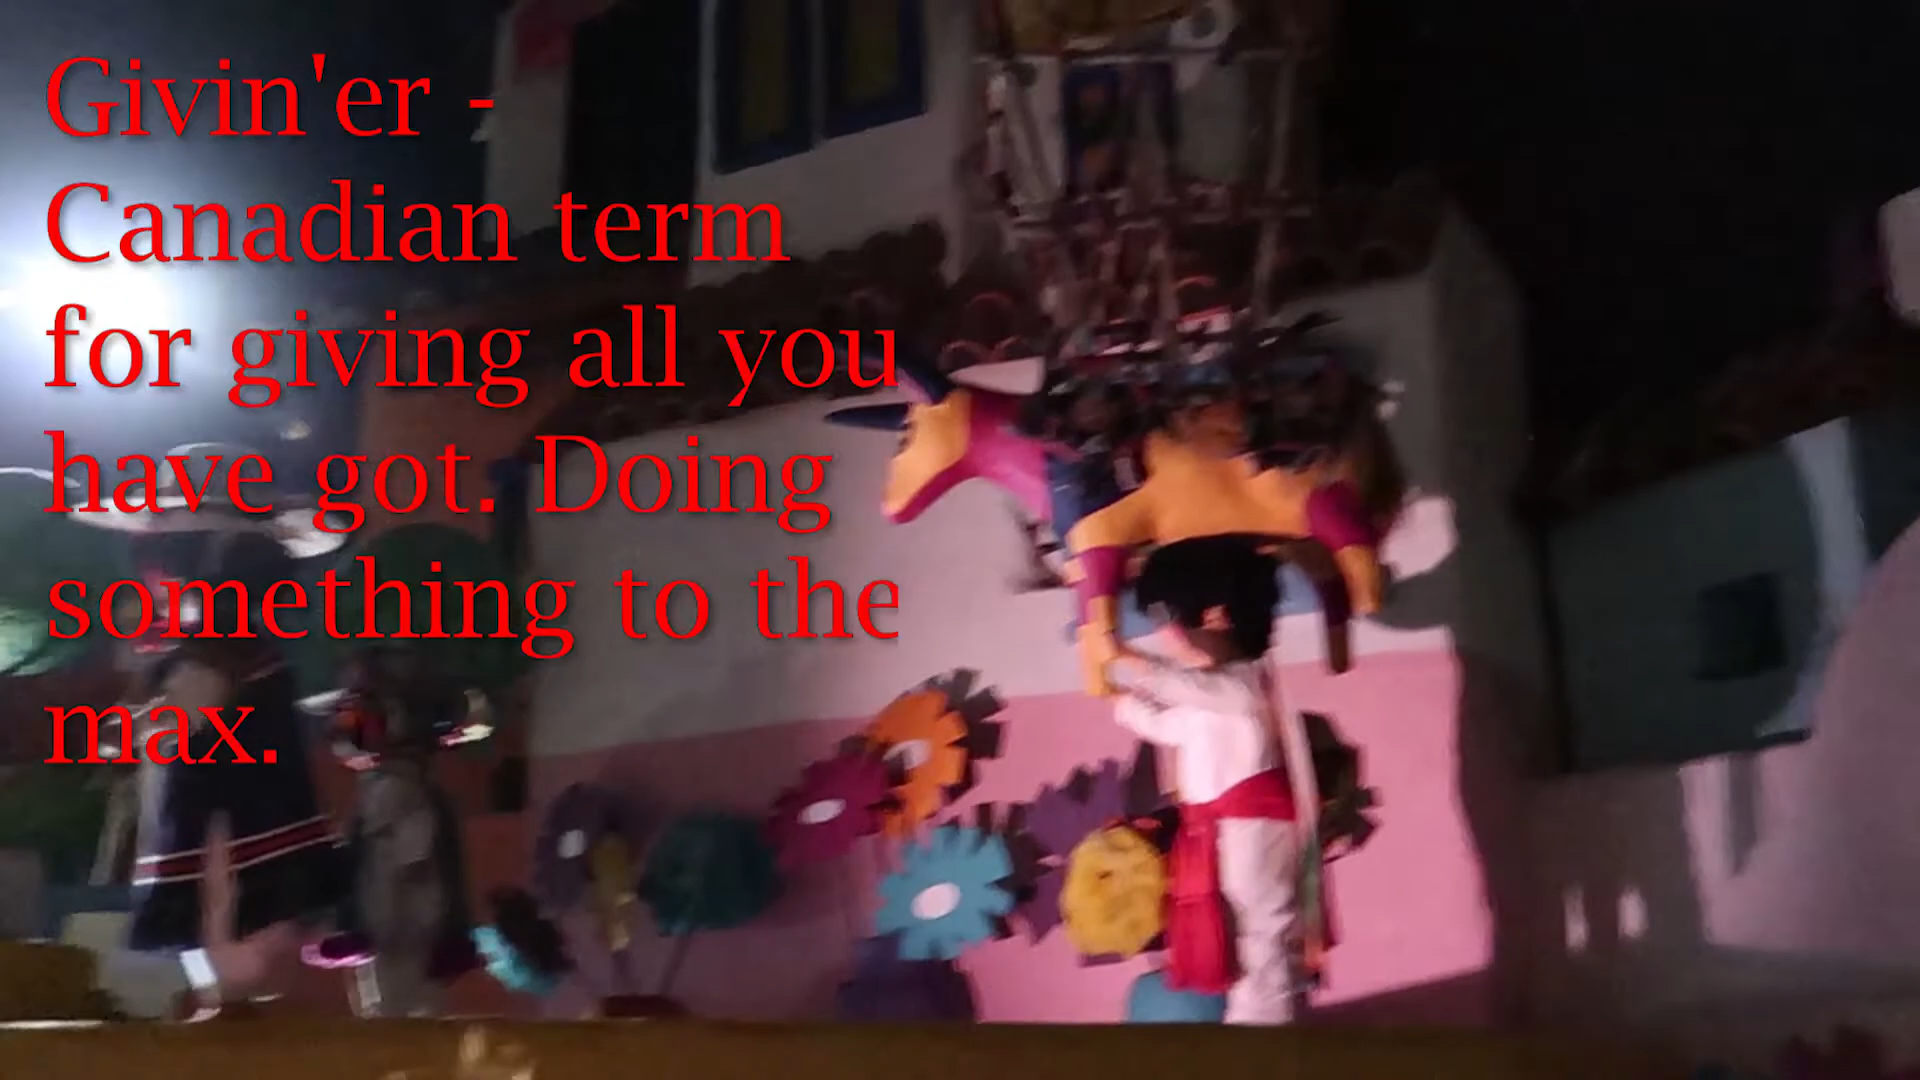 Givin'er -
Canadian term
for giving all you
have got. Doing
something to the
max.